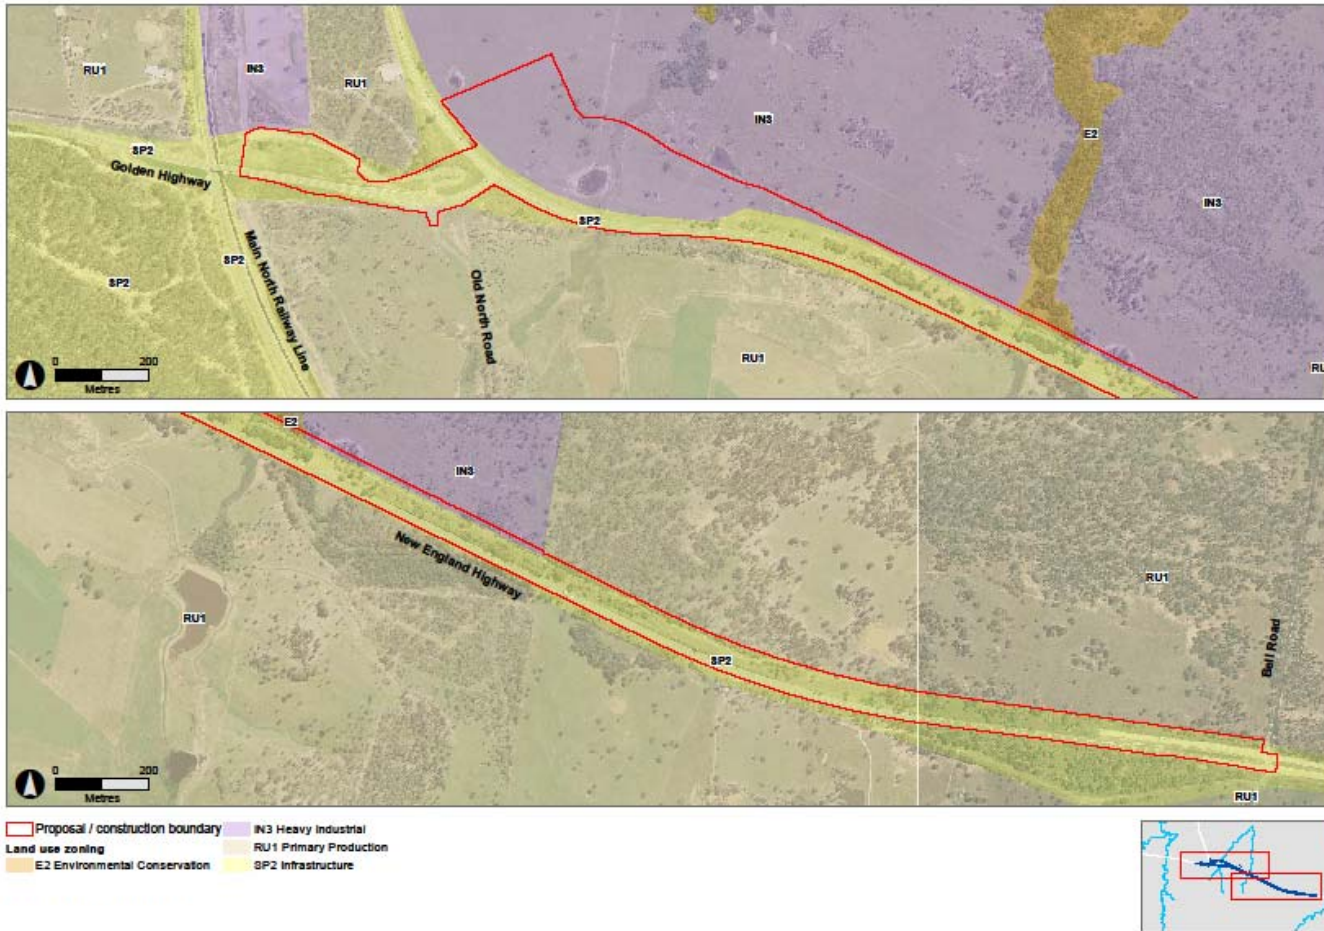 RU1
IN3
RU1
IN3
E2
SP2
Golden Highway
IN3
SP2
SP2
Main North Railway Line
SP2
Old North Road
RU1
RU
0 200
Metres
E2
IN3
New England Highway
RU1
RU1
SP2
Bell Road
0 200
Metres
RU1
Proposal / construction boundary
Land use zoning
E2 Environmental Conservation
IN3 Heavy Industrial
RU1 Primary Production
SP2 Infrastructure